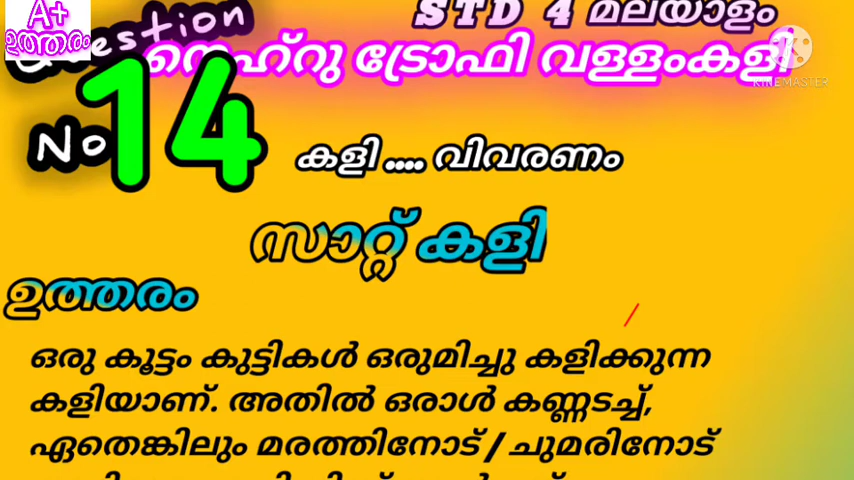 A+
ഉത്തരം
Question
STD 4 മലയാളം
നെഹ്റു ട്രോഫി വള്ളംകളി
KINEMASTER
No 14
കളി .... വിവരണം
സാറ്റ് കളി
ഉത്തരം
ഒരു കൂട്ടം കുട്ടികൾ ഒരുമിച്ചു കളിക്കുന്ന
കളിയാണ്. അതിൽ ഒരാൾ കണ്ണടച്ച്,
ഏതെങ്കിലും മരത്തിനോട് / ചുമരിനോട്